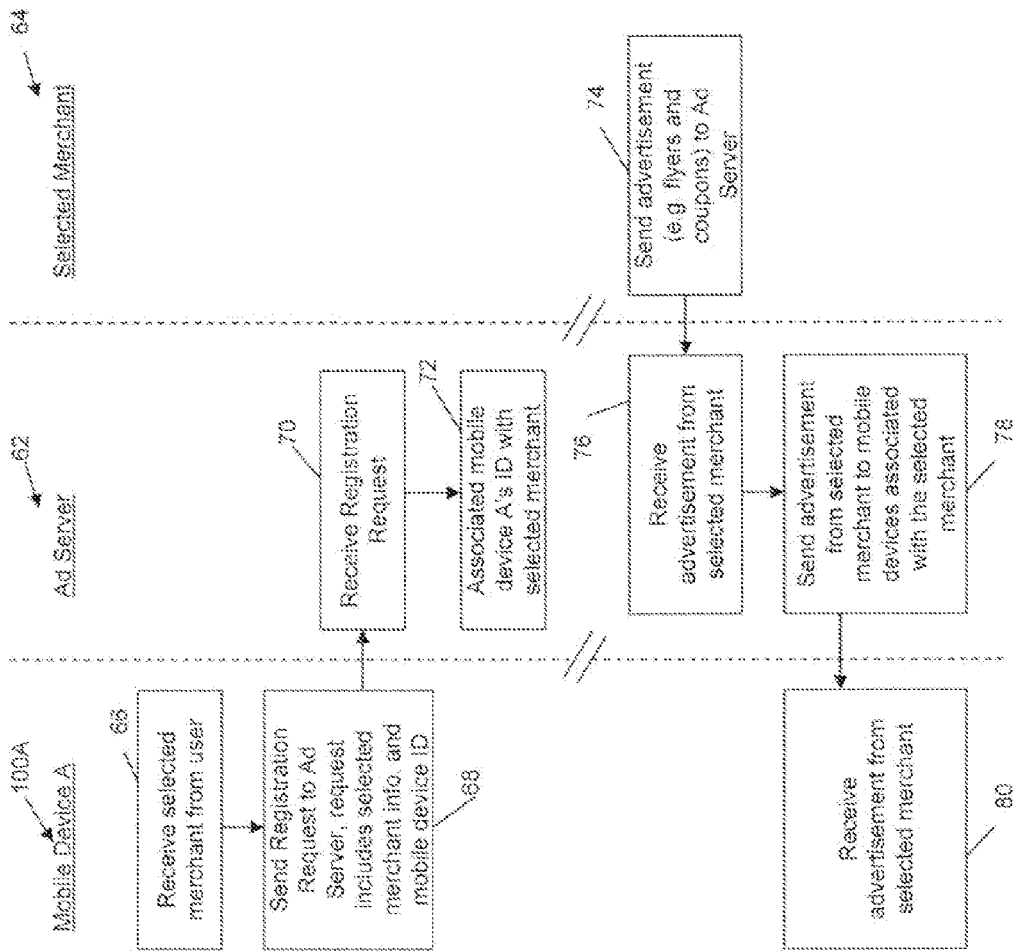 100A
Mobile Device A
62
Ad Server
64
Selected Merchant
66
Receive selected
merchant from user
Send Registration
Request to Ad
Server, request
includes selected
merchant info. and
mobile device ID
68
70
Receive Registration
Request
72
Associated mobile
device A's ID with
selected merchant
74
Send advertisement
(e.g. flyers and
coupons) to Ad
Server
76
Receive
advertisement from
selected merchant
Send advertisement
from selected
merchant to mobile
devices associated
with the selected
merchant
78
Receive
advertisement from
selected merchant
80